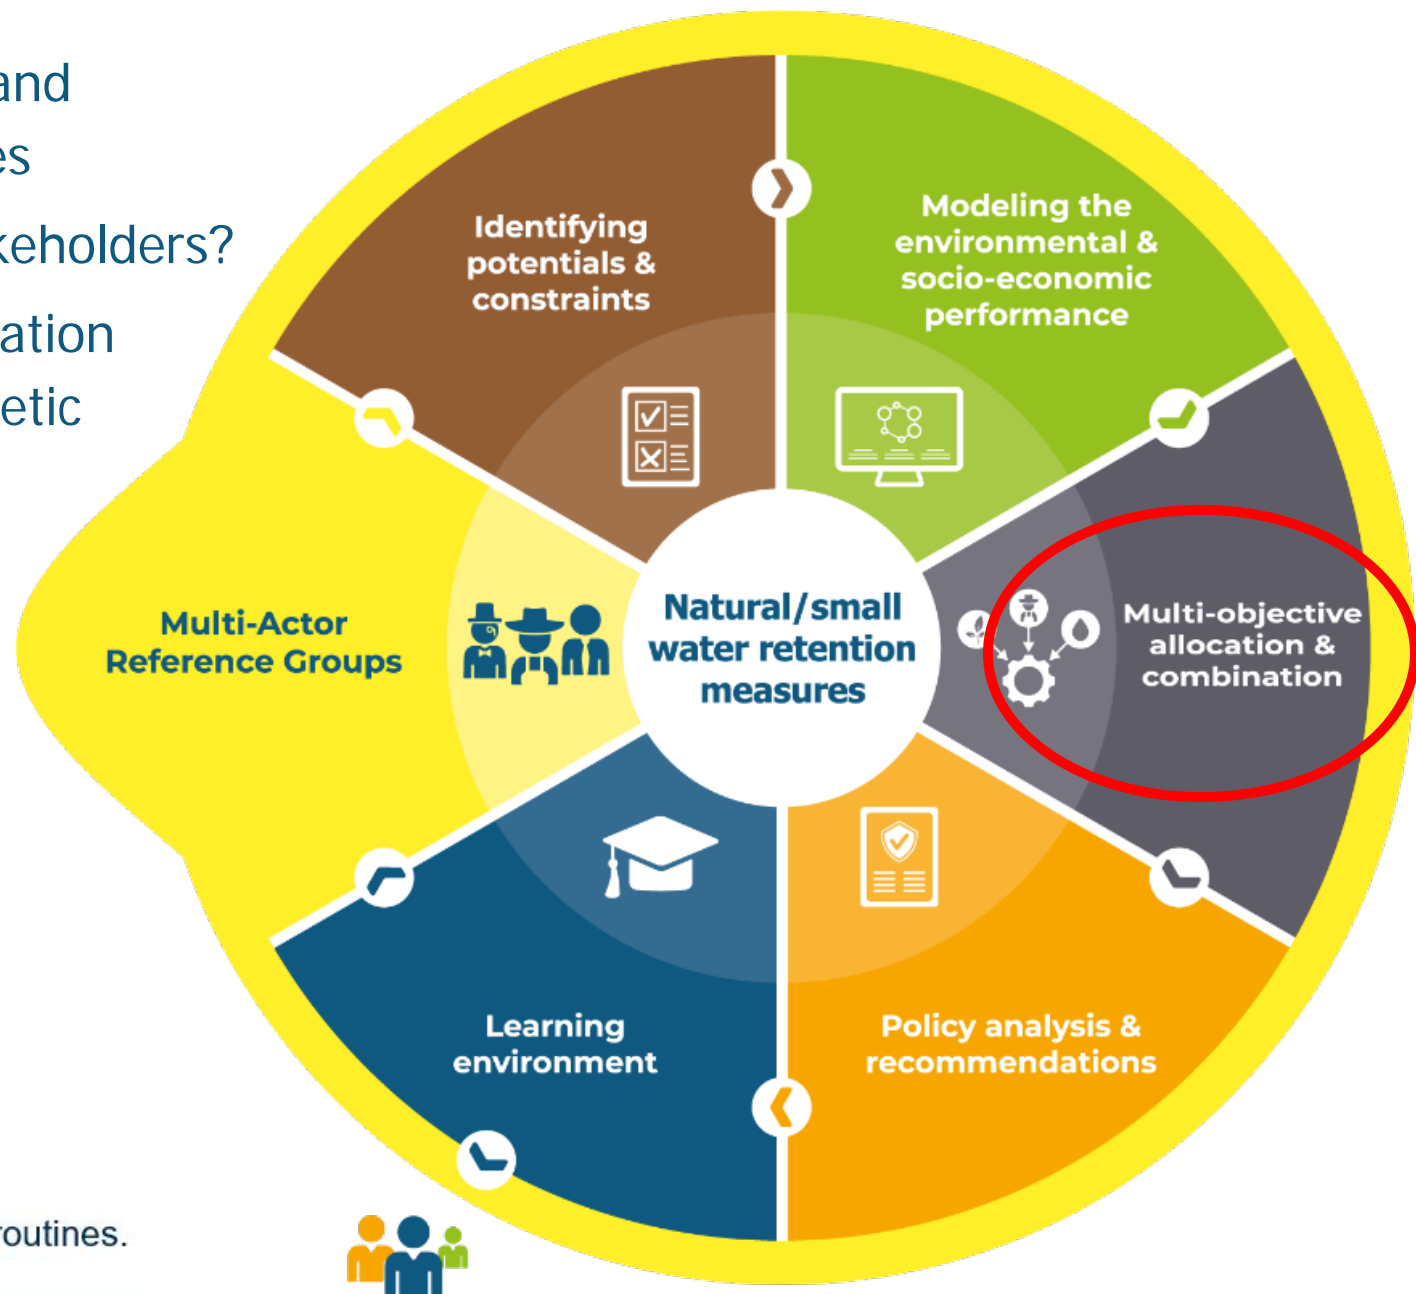 and
es
keholders?
ation
etic
Identifying
potentials &
constraints
Modeling the
environmental &
socio-economic
performance
Multi-Actor
Reference Groups
Natural/small
water retention
measures
Multi-objective
allocation &
combination
Learning
environment
Policy analysis &
recommendations
routines.